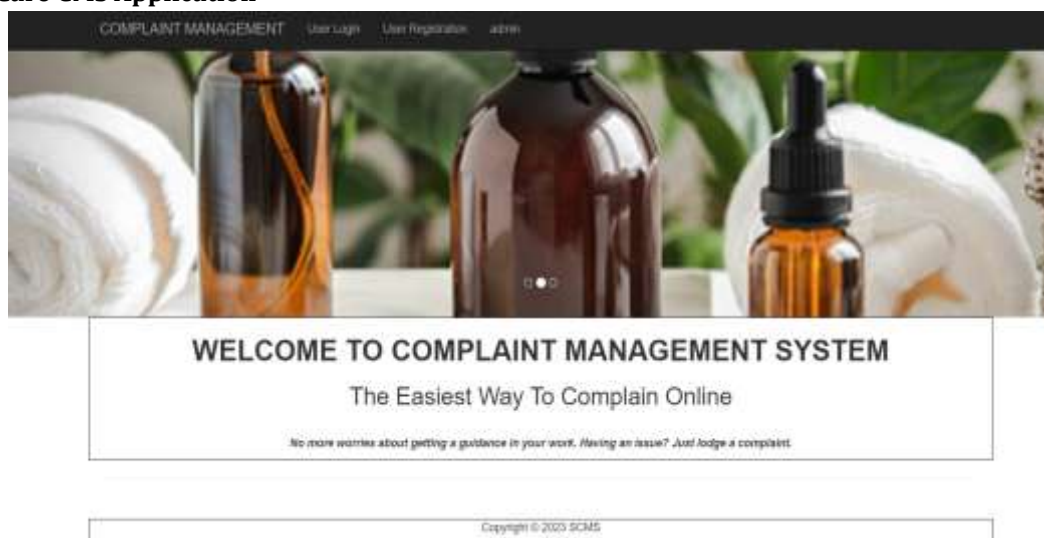 COMPLAINT MANAGEMENT User Login User Registration admin
WELCOME TO COMPLAINT MANAGEMENT SYSTEM
The Easiest Way To Complain Online
No more worries about getting a guidance in your work. Having an issue? Just lodge a complaint.
Copyright © 2023 SCMS